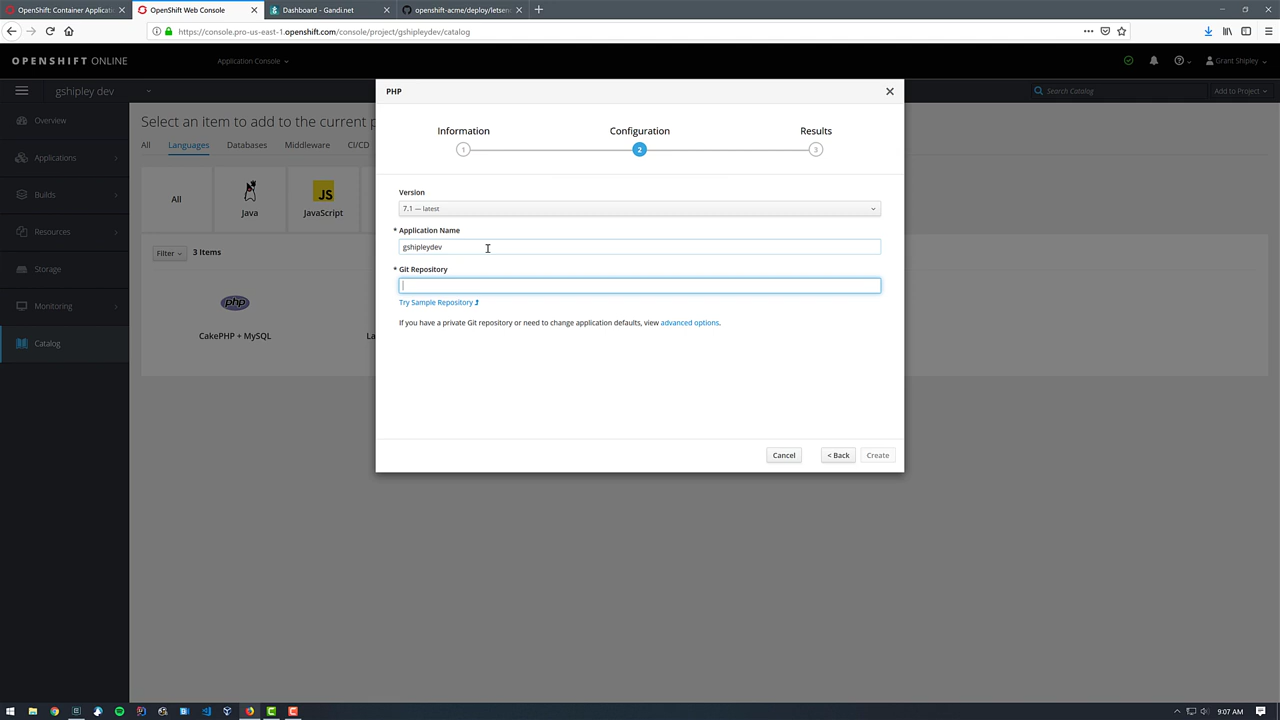 OpenShift: Container Applicatio
OpenShift Web Console
Dashboard - Gandi.net
openshift-acme/deploy/letsenc
https://console.pro-us-east-1.openshift.com/console/project/gshipleydev/catalog
OPENSHIFT ONLINE
Application Console
Grant Shipley
gshipley dev
Search Catalog
Add to Project
Overview
Applications
Builds
Resources
Storage
Monitoring
Catalog
Select an item to add to the current p
All
Languages
Databases
Middleware
CI/CD
All
Java
JS
JavaScript
Filter
3 Items
php
CakePHP + MySQL
La
PHP
Information
Configuration
Results
1
2
3
Version
7.1 — latest
* Application Name
gshipleydev
* Git Repository
Try Sample Repository
If you have a private Git repository or need to change application defaults, view advanced options.
Cancel
< Back
Create
9:07 AM